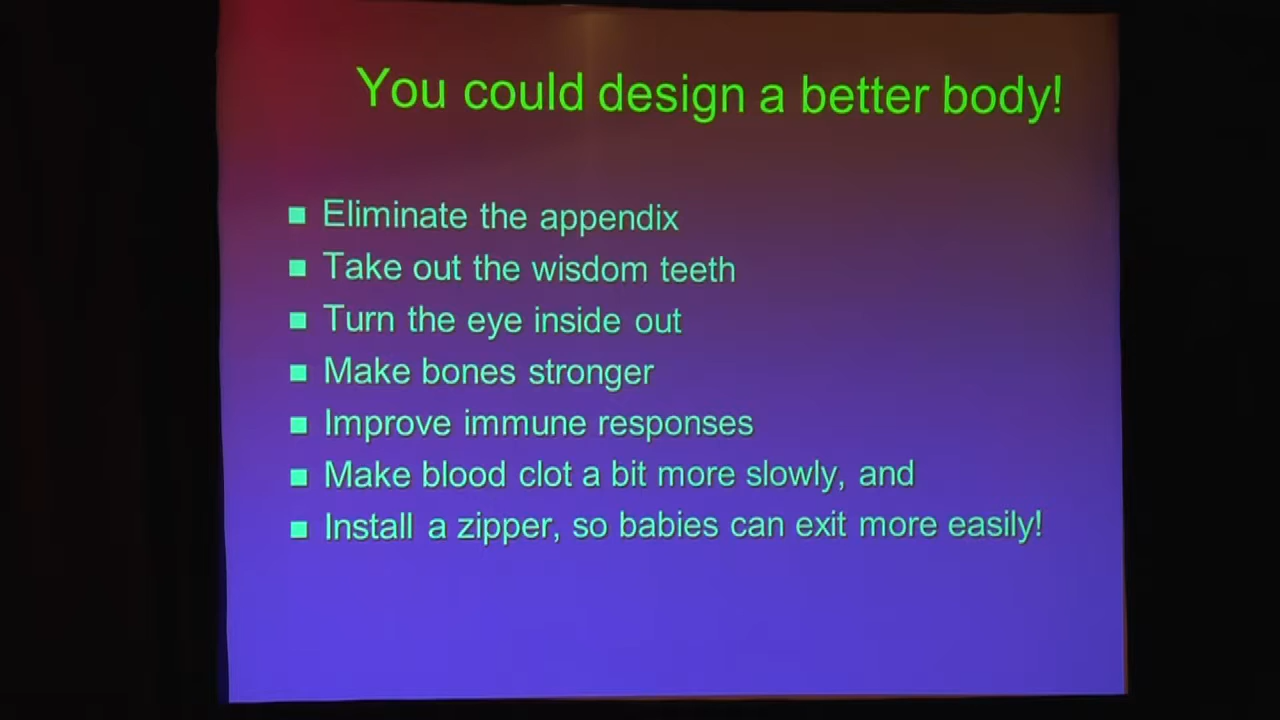 You could design a better body!
■ Eliminate the appendix
■ Take out the wisdom teeth
■ Turn the eye inside out
■ Make bones stronger
■ Improve immune responses
■ Make blood clot a bit more slowly, and
■ Install a zipper, so babies can exit more easily!